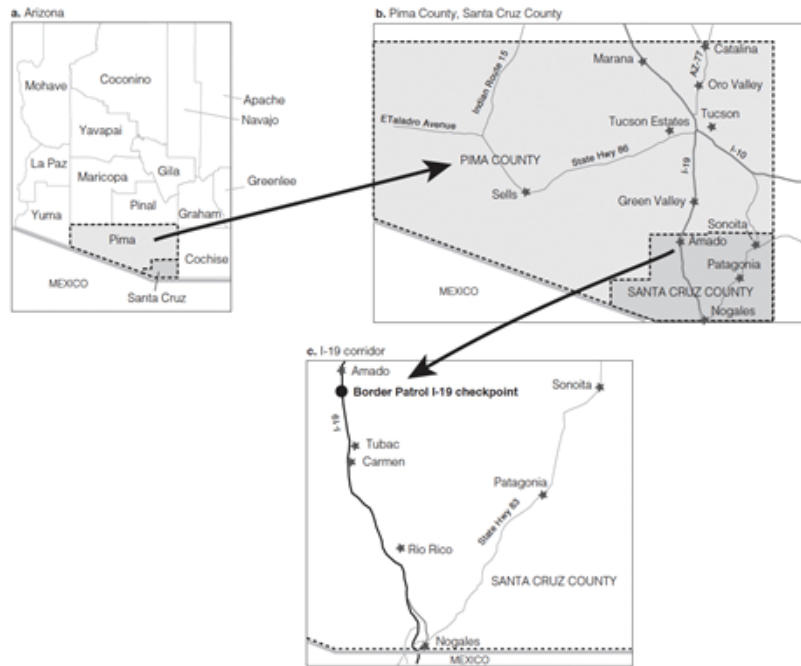 a. Arizona
Mohave
Coconino
Apache
Navajo
Yavapai
La Paz
Gila
Maricopa
Greenlee
Pinal
Yuma
Graham
Pima
Cochise
MEXICO
Santa Cruz
b. Pima County, Santa Cruz County
Catalina
Marana
AZ-77
Indian Route 15
Oro Valley
ETaladro Avenue
Tucson
Tucson Estates
State Hwy 86
I-10
PIMA COUNTY
I-19
Sells
Green Valley
Sonoita
Amado
Patagonia
MEXICO
SANTA CRUZ COUNTY
Nogales
c. I-19 corridor
Amado
Border Patrol I-19 checkpoint
Sonoita
I-19
Tubac
Carmen
Patagonia
State Hwy 83
Rio Rico
SANTA CRUZ COUNTY
Nogales
MEXICO